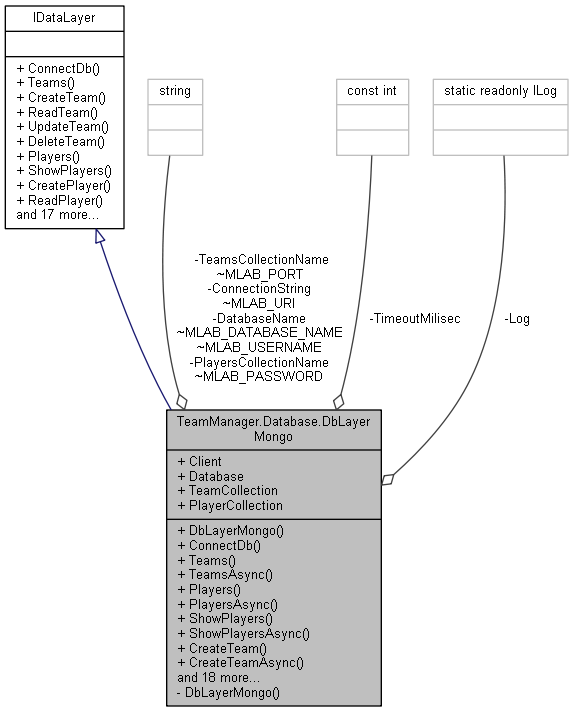 IDataLayer
+ ConnectDb()
+ Teams()
+ CreateTeam()
+ ReadTeam()
+ UpdateTeam()
+ DeleteTeam()
+ Players()
+ ShowPlayers()
+ CreatePlayer()
+ ReadPlayer()
and 17 more...
string
const int
static readonly ILog
-TeamsCollectionName
~MLAB_PORT
-ConnectionString
~MLAB_URI
-DatabaseName
~MLAB_DATABASE_NAME
~MLAB_USERNAME
-PlayersCollectionName
~MLAB_PASSWORD
-TimeoutMilisec
-Log
TeamManager.Database.DbLayer
Mongo
+ Client
+ Database
+ TeamCollection
+ PlayerCollection
+ DbLayerMongo()
+ ConnectDb()
+ Teams()
+ TeamsAsync()
+ Players()
+ PlayersAsync()
+ ShowPlayers()
+ ShowPlayersAsync()
+ CreateTeam()
+ CreateTeamAsync()
and 18 more...
- DbLayerMongo()